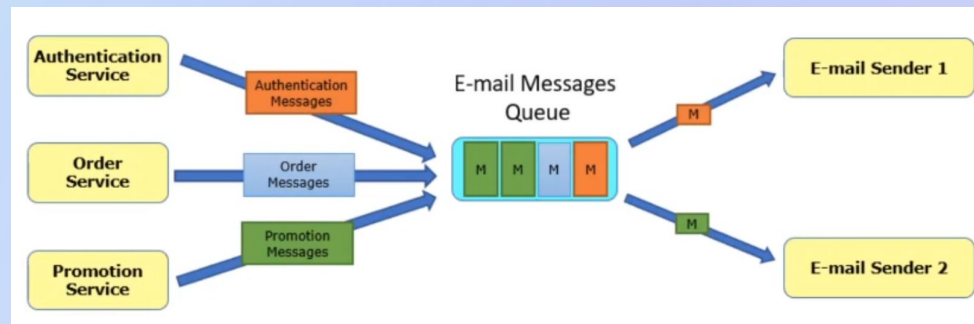 Authentication
Service
Authentication
Messages
Order
Service
Order
Messages
Promotion
Service
Promotion
Messages
E-mail Messages
Queue
M
M
M
M
M
M
E-mail Sender 1
E-mail Sender 2